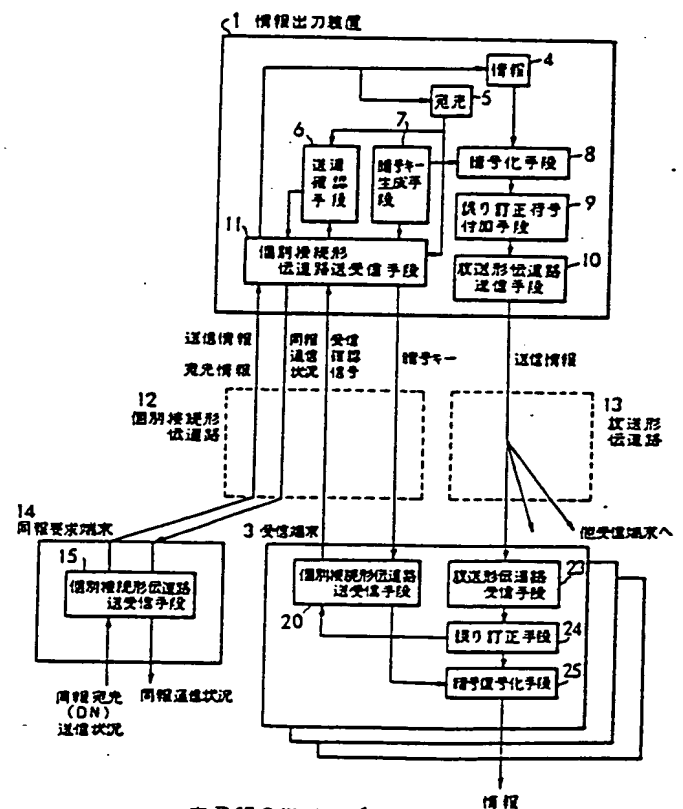 1 情報出力装置
情報
4
宛先
5
6
送達
確認
手段
7
暗号キー
生成手
段
暗号化手段
8
誤り訂正符号
付加手段
9
11
個別接続形
伝道路送受信手段
放送形伝道路
送信手段
10
送信情報
宛先情報
同報
通信
状況
受信
確認
信号
暗号キー
送信情報
12
個別接続形
伝道路
13
放送形
伝道路
14
同報要求端末
15
個別接続形伝道路
送受信手段
同報宛先
(DN)
送信状況
同報通信状況
3 受信端末
他受信端末へ
個別接続形伝道路
送受信手段
20
放送形伝道路
受信手段
23
誤り訂正手段
24
暗号復号化手段
25
情報